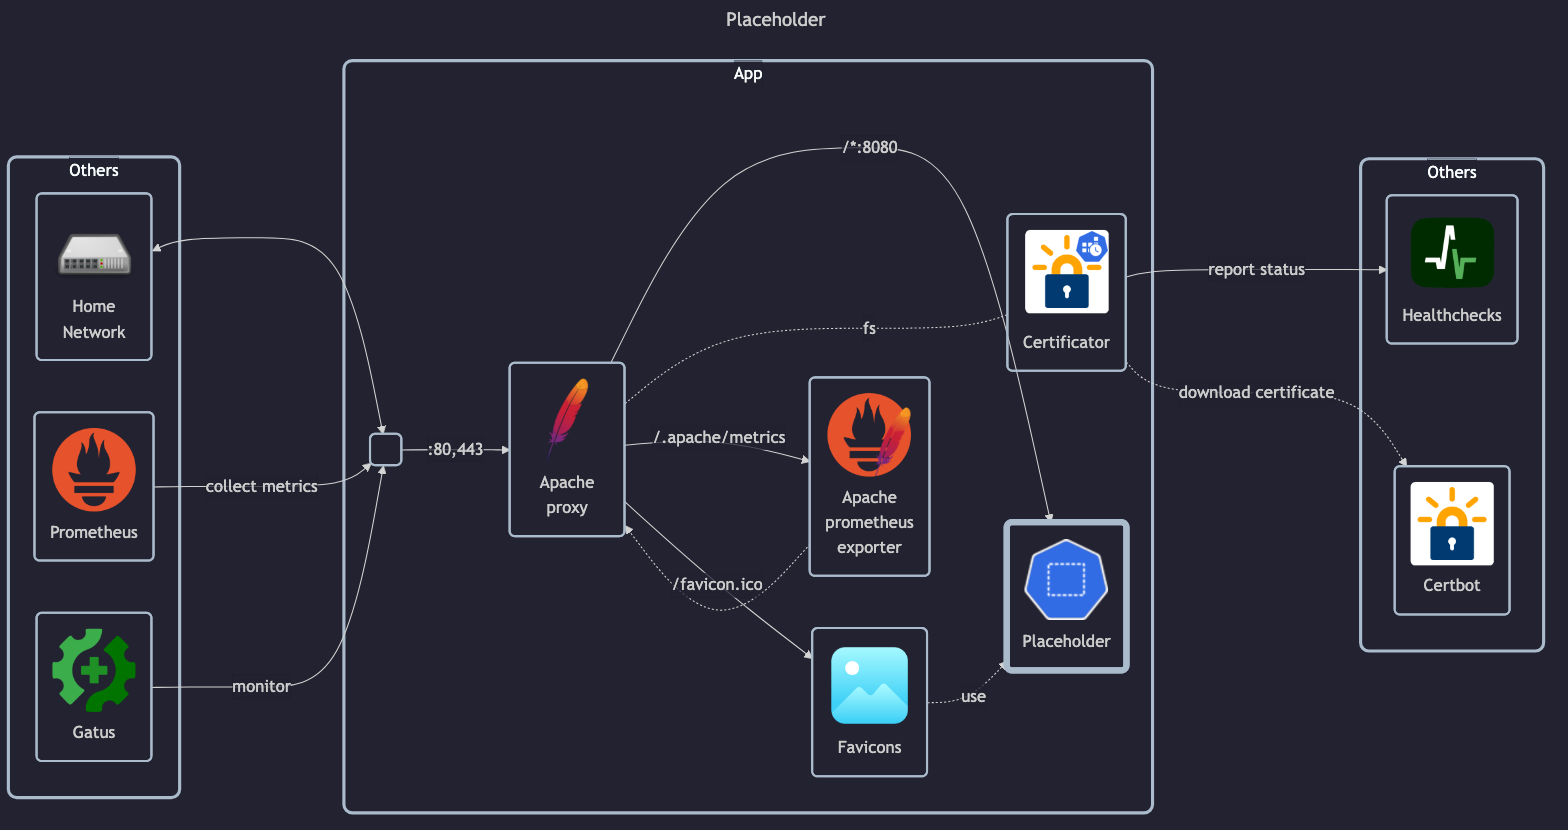 Placeholder
App
Others
Home
Network
Prometheus
Gatus
collect metrics
monitor
:80,443
Apache
proxy
/*:8080
fs
/.apache/metrics
/favicon.ico
Apache
prometheus
exporter
Favicons
use
Certificator
Placeholder
report status
download certificate
Others
Healthchecks
Certbot